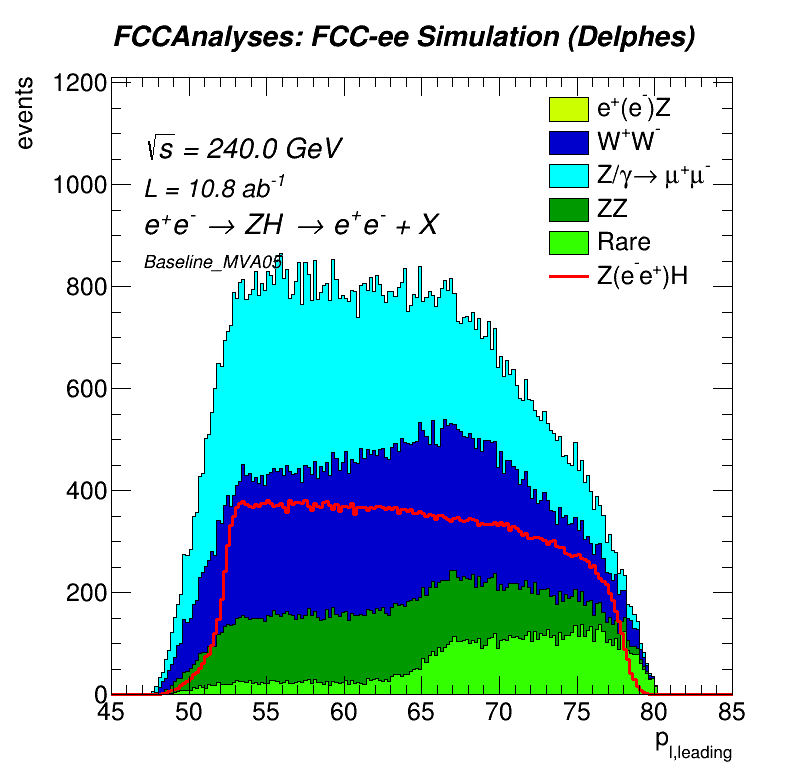 FCCAnalyses: FCC-ee Simulation (Delphes)
events
√s = 240.0 GeV
L = 10.8 ab⁻¹
e⁺e⁻ → ZH → e⁺e⁻ + X
Baseline_MVA05
e⁺(e⁻)Z
W⁺W⁻
Z/γ→ μ⁺μ⁻
ZZ
Rare
Z(e⁻e⁺)H
1200
1000
800
600
400
200
0
45 50 55 60 65 70 75 80 85
p_l,leading